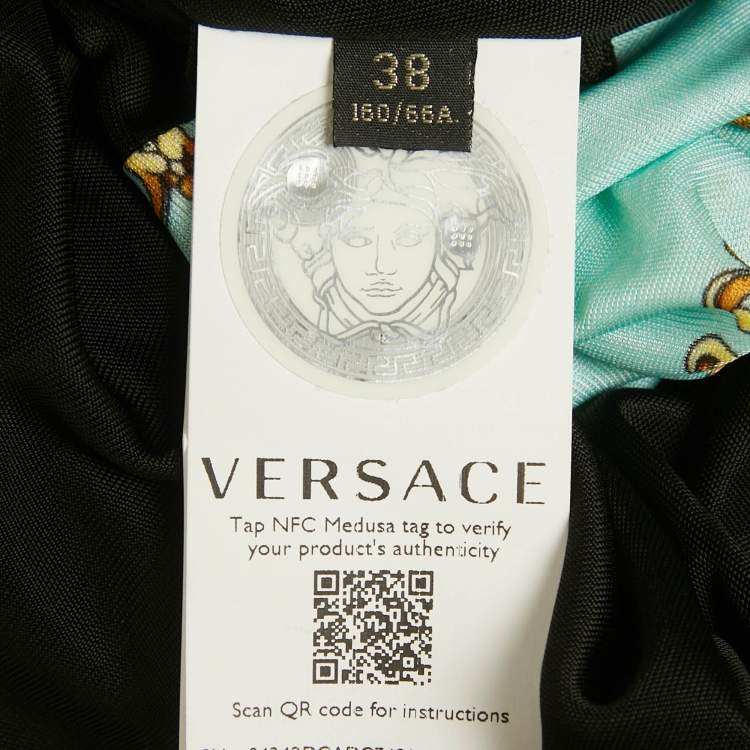 38
160/66A.
VERSACE
Tap NFC Medusa tag to verify
your product's authenticity
Scan QR code for instructions